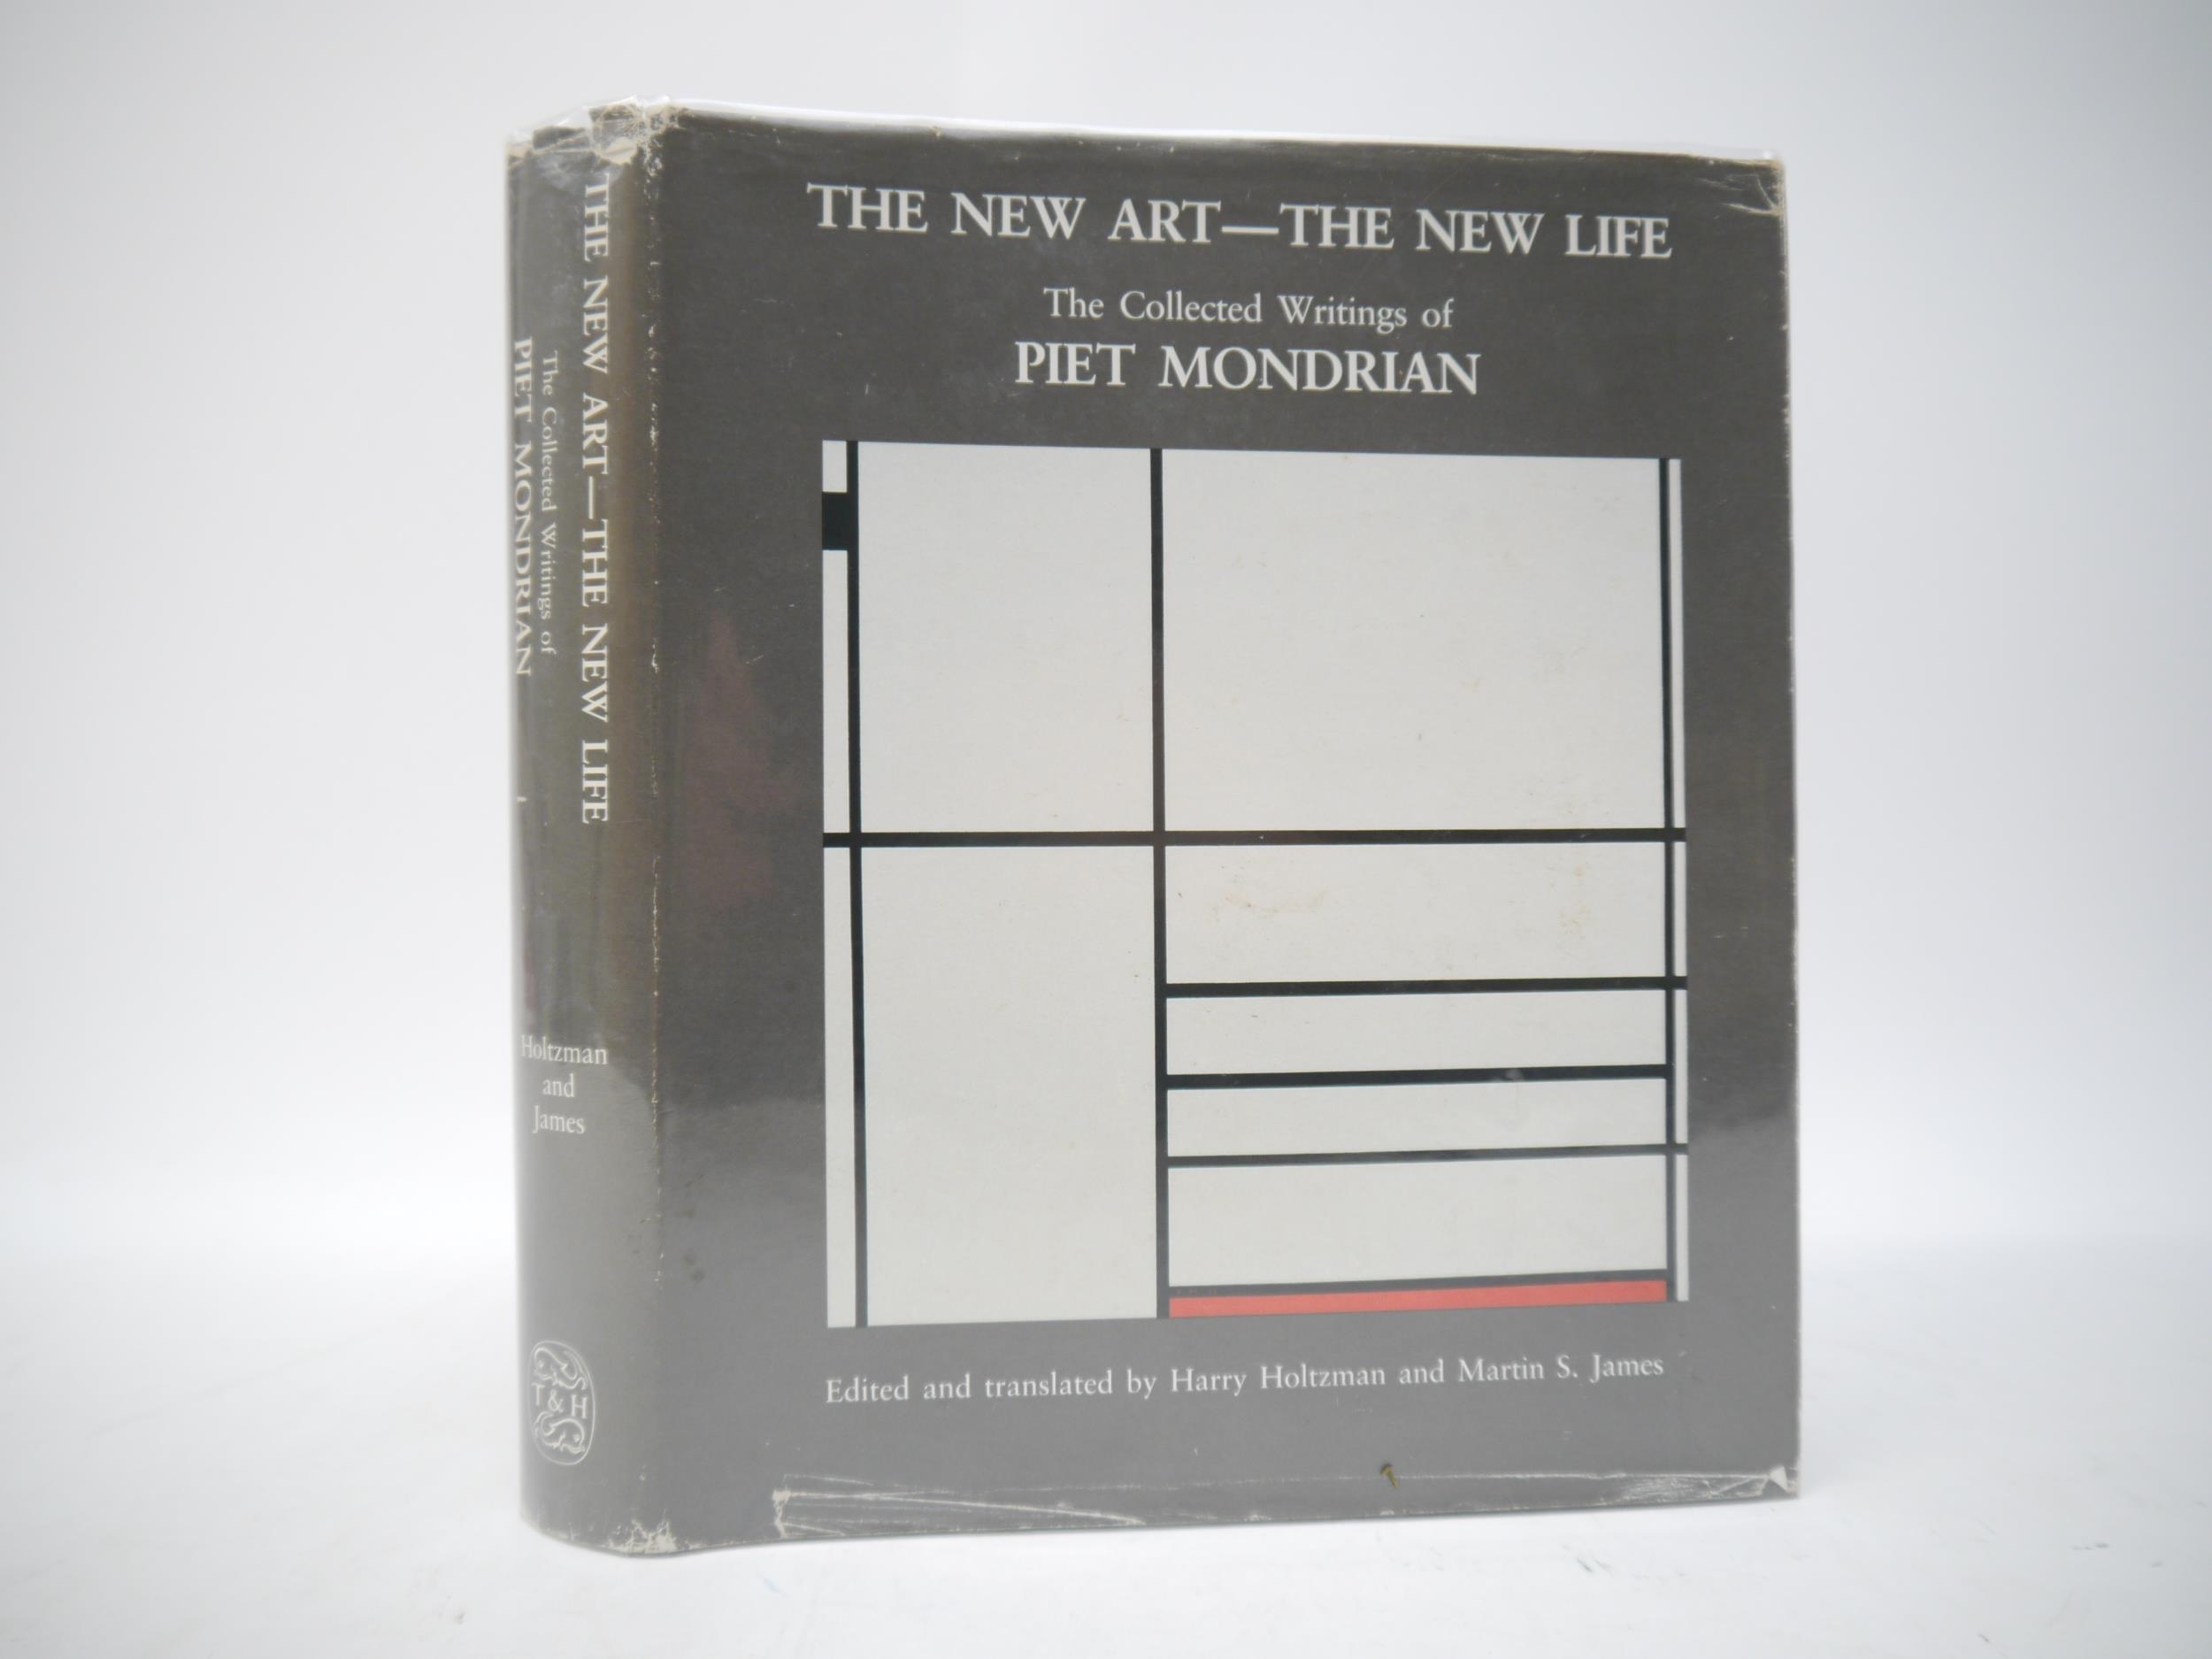 THE NEW ART—THE NEW LIFE
The Collected Writings of
PIET MONDRIAN
Edited and translated by Harry Holtzman and Martin S. James
THE NEW ART—THE NEW LIFE
The Collected Writings of
PIET MONDRIAN
Holtzman
and
James
T & H